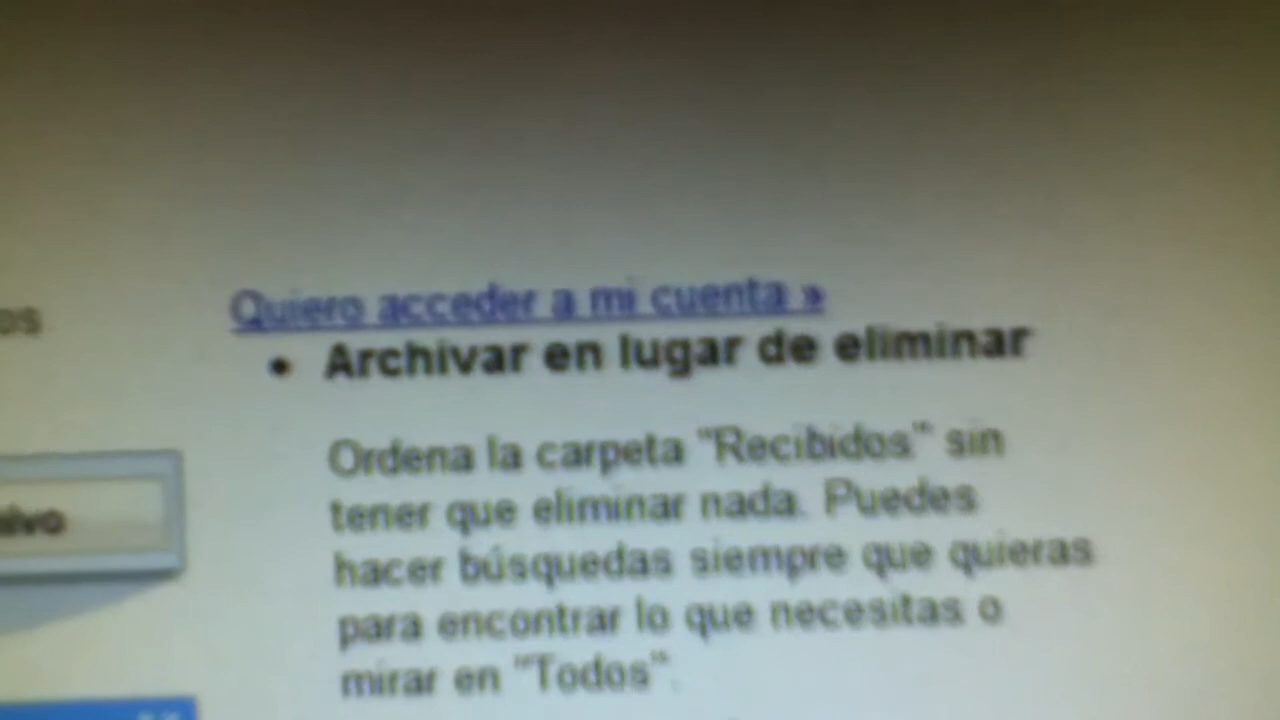 Quiero acceder a mi cuenta »
os
• Archivar en lugar de eliminar
Ordena la carpeta "Recibidos" sin
tener que eliminar nada. Puedes
hacer búsquedas siempre que quieras
para encontrar lo que necesitas o
mirar en "Todos".